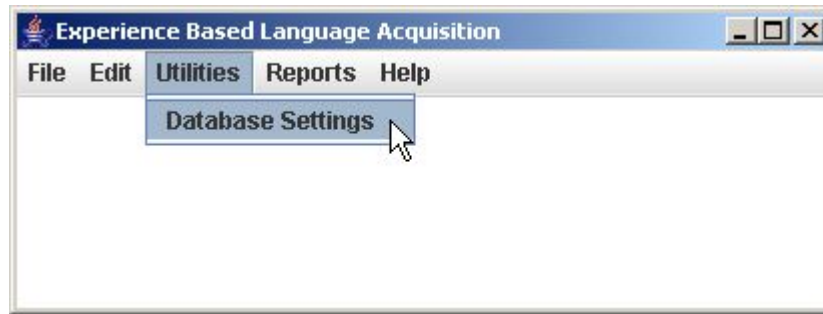 Experience Based Language Acquisition
File Edit Utilities Reports Help
Database Settings